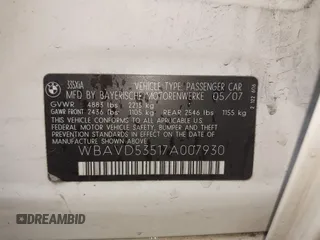 335XiA
VEHICLE TYPE PASSENGER CAR
MFD BY BAYERISCHE MOTORENWERKE 05/07
GVWR 4883 lbs 2215 kg
GAWR FRONT 2436 lbs 1105 kg REAR 2546 lbs 1155 kg
THIS VEHICLE CONFORMS TO ALL APPLICABLE FEDERAL
MOTOR VEHICLE SAFETY, BUMPER AND THEFT PREVENTION
STANDARDS IN EFFECT ON THE DATE OF
MANUFACTURE SHOWN ABOVE
WBAVD53517A007930
DREAMBID